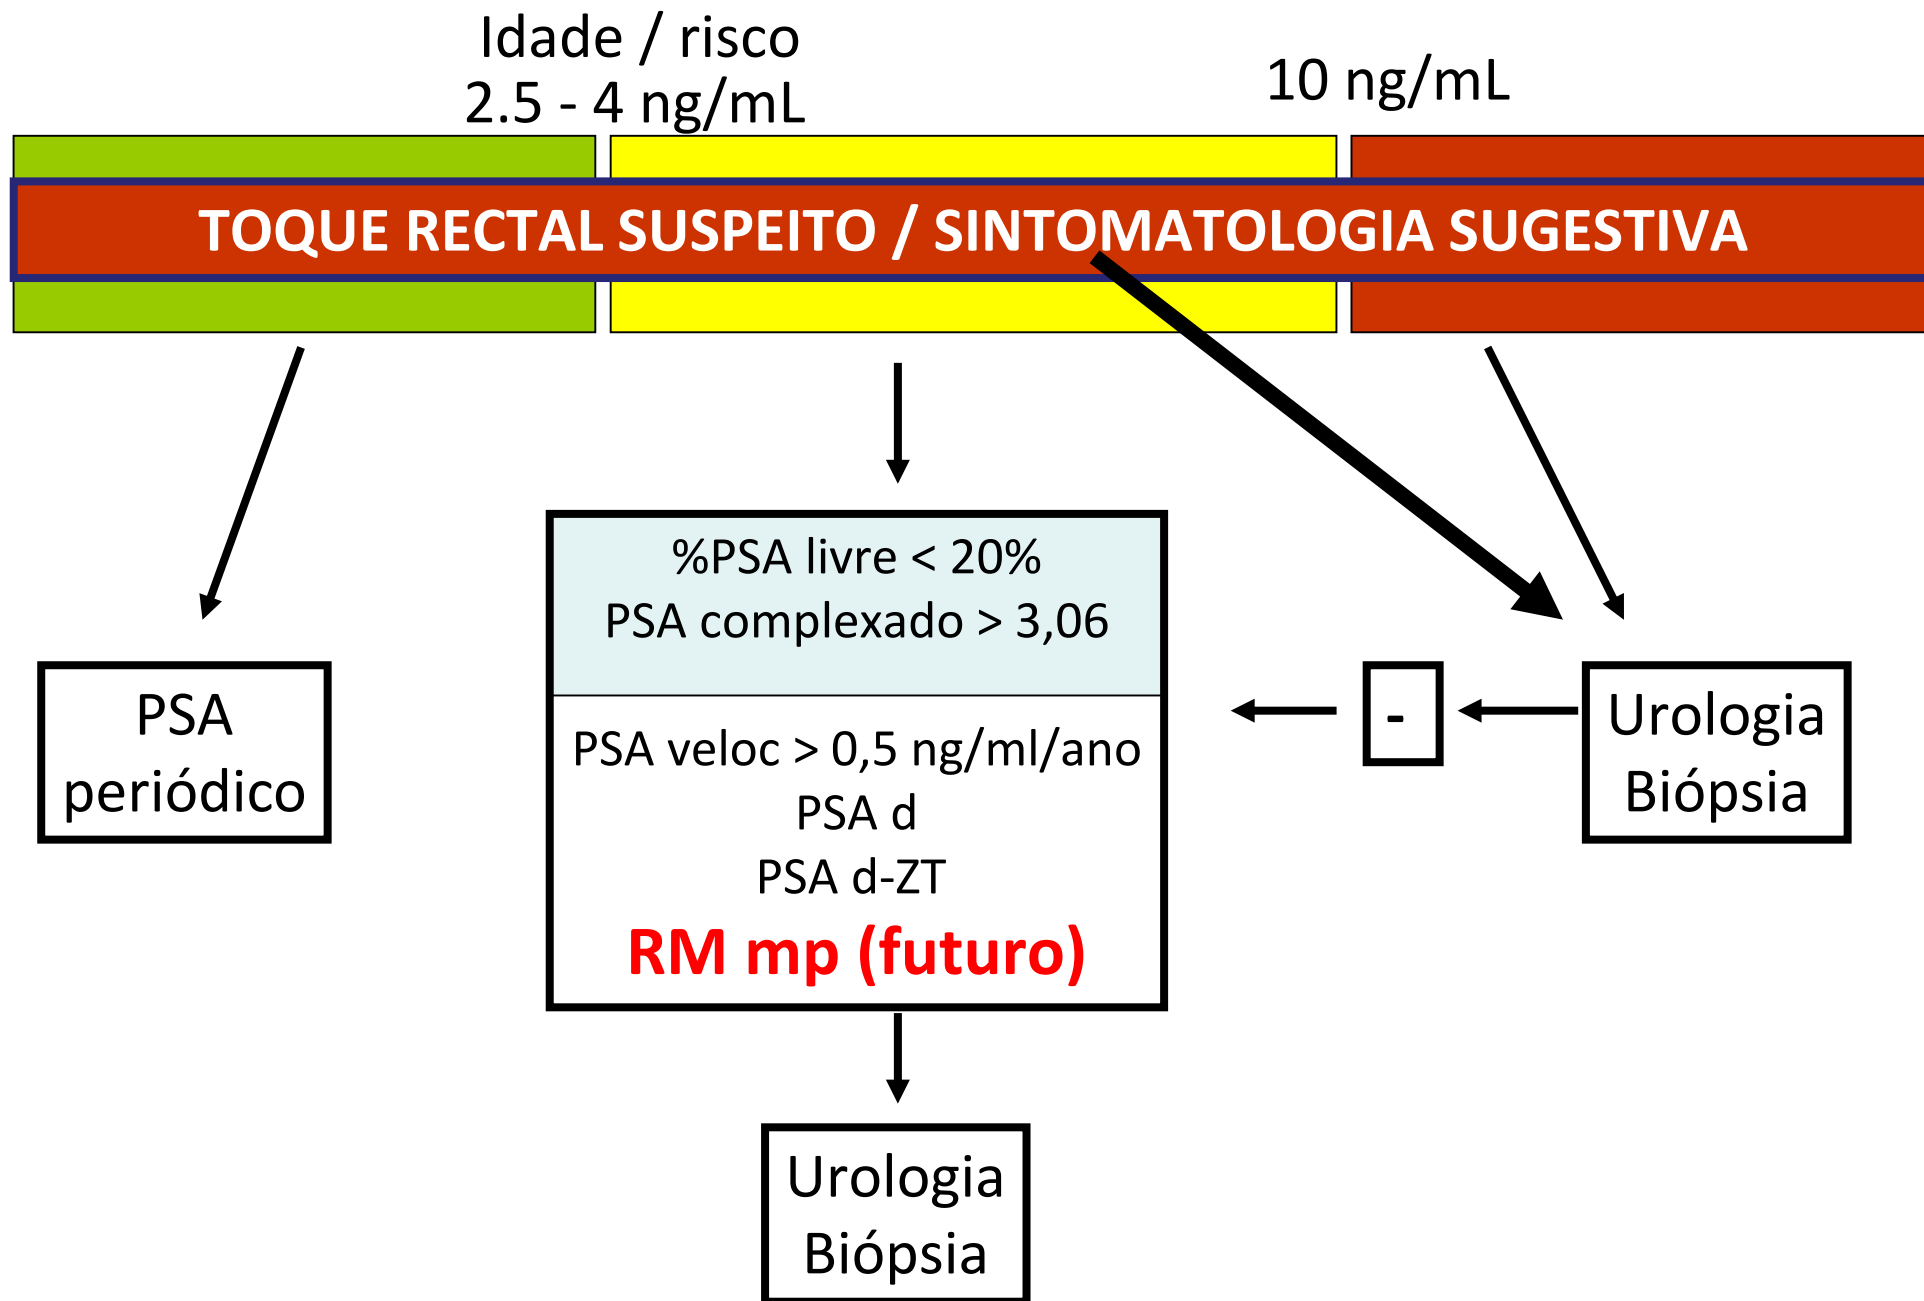 Idade / risco
2.5 - 4 ng/mL
10 ng/mL
TOQUE RECTAL SUSPEITO / SINTOMATOLOGIA SUGESTIVA
%PSA livre < 20%
PSA complexado > 3,06
PSA veloc > 0,5 ng/ml/ano
PSA d
PSA d-ZT
RM mp (futuro)
PSA
periódico
-
Urologia
Biópsia
Urologia
Biópsia